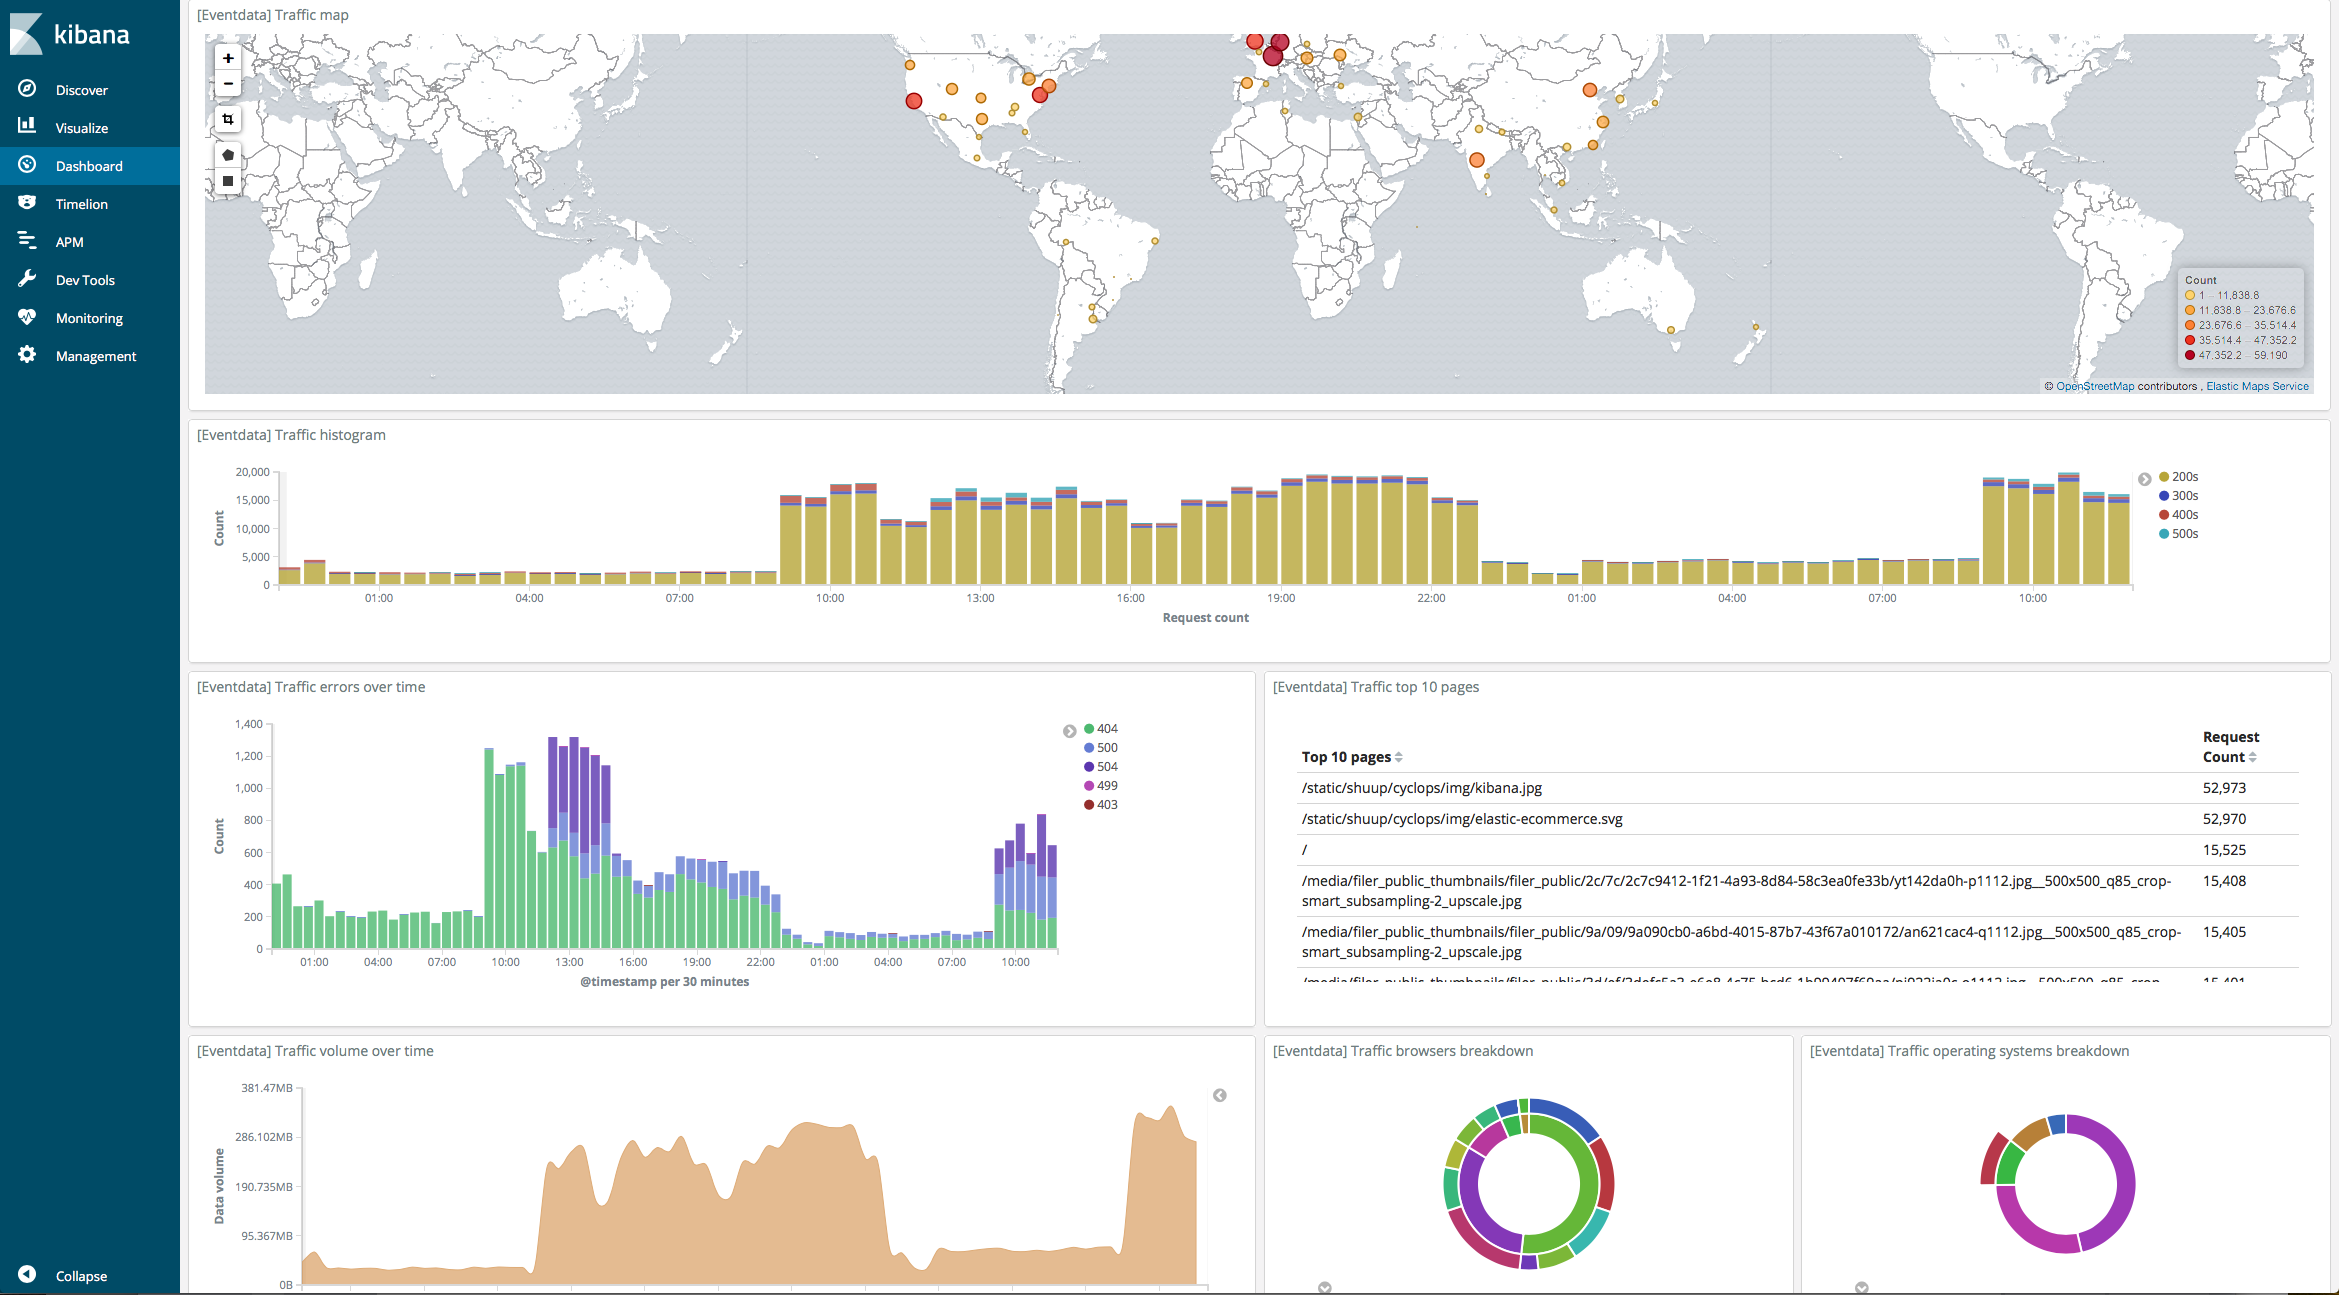 kibana
Discover
Visualize
Dashboard
Timelion
APM
Dev Tools
Monitoring
Management
Collapse
[Eventdata] Traffic map
+
−
Count
1 – 11,838.8
11,838.8 – 23,676.6
23,676.6 – 35,514.4
35,514.4 – 47,352.2
47,352.2 – 59,190
© OpenStreetMap contributors , Elastic Maps Service
[Eventdata] Traffic histogram
20,000
15,000
10,000
5,000
0
Count
01:00 04:00 07:00 10:00 13:00 16:00 19:00 22:00 01:00 04:00 07:00 10:00
Request count
200s
300s
400s
500s
[Eventdata] Traffic errors over time
1,400
1,200
1,000
800
600
400
200
0
Count
01:00 04:00 07:00 10:00 13:00 16:00 19:00 22:00 01:00 04:00 07:00 10:00
@timestamp per 30 minutes
404
500
504
499
403
[Eventdata] Traffic top 10 pages
Top 10 pages Request Count
/static/shuup/cyclops/img/kibana.jpg 52,973
/static/shuup/cyclops/img/elastic-ecommerce.svg 52,970
/ 15,525
/media/filer_public_thumbnails/filer_public/2c/7c/2c7c9412-1f21-4a93-8d84-58c3ea0fe33b/yt142da0h-p1112.jpg__500x500_q85_crop- 15,408
smart_subsampling-2_upscale.jpg
/media/filer_public_thumbnails/filer_public/9a/09/9a090cb0-a6bd-4015-87b7-43f67a010172/an621cac4-q1112.jpg__500x500_q85_crop- 15,405
smart_subsampling-2_upscale.jpg
[Eventdata] Traffic volume over time
381.47MB
286.102MB
190.735MB
95.367MB
0B
Data volume
[Eventdata] Traffic browsers breakdown
[Eventdata] Traffic operating systems breakdown